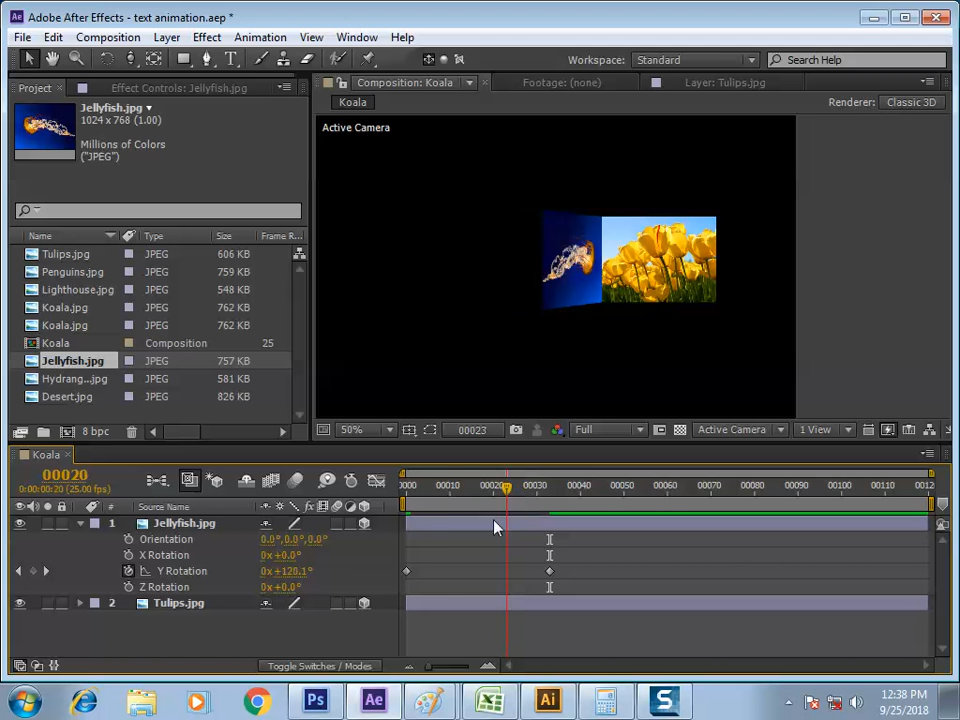 Adobe After Effects - text animation.aep *
File Edit Composition Layer Effect Animation View Window Help
Workspace: Standard Search Help
Project Effect Controls: Jellyfish.jpg
Composition: Koala Footage: (none) Layer: Tulips.jpg
Jellyfish.jpg
1024 x 768 (1.00)
Millions of Colors
("JPEG")
Koala
Renderer: Classic 3D
Active Camera
Name Type Size Frame R...
Tulips.jpg JPEG 606 KB
Penguins.jpg JPEG 759 KB
Lighthouse.jpg JPEG 548 KB
Koala.jpg JPEG 762 KB
Koala.jpg JPEG 762 KB
Koala Composition 25
Jellyfish.jpg JPEG 757 KB
Hydrang...jpg JPEG 581 KB
Desert.jpg JPEG 826 KB
8 bpc
50% 00023 Full Active Camera 1 View
Koala
00020
0:00:00:20 (25.00 fps)
0000 00010 00020 00030 00040 00050 00060 00070 00080 00090 00100 00110 0012
# Source Name fx
1 Jellyfish.jpg
Orientation 0.0°,0.0°,0.0°
X Rotation 0x+0.0°
Y Rotation 0x+120.1°
Z Rotation 0x+0.0°
2 Tulips.jpg
Toggle Switches / Modes
Ps Ae Ai S
12:38 PM
9/25/2018